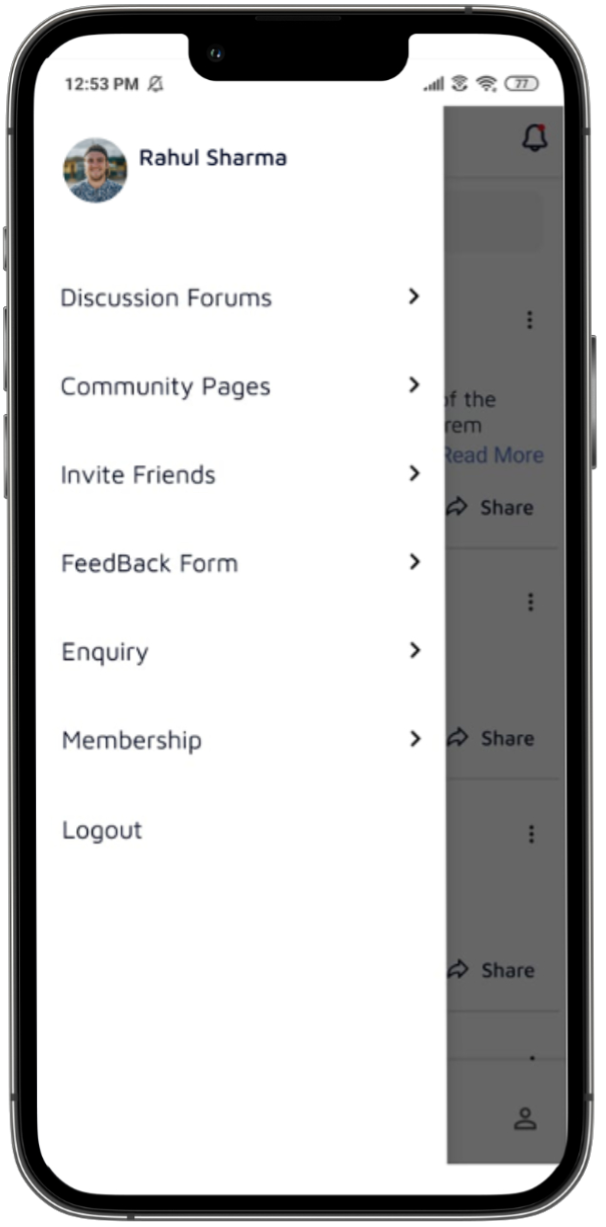 12:53 PM
77
Rahul Sharma
Discussion Forums
Community Pages
of the
rem
Invite Friends
Read More
Share
FeedBack Form
Enquiry
Membership
Share
Logout
Share